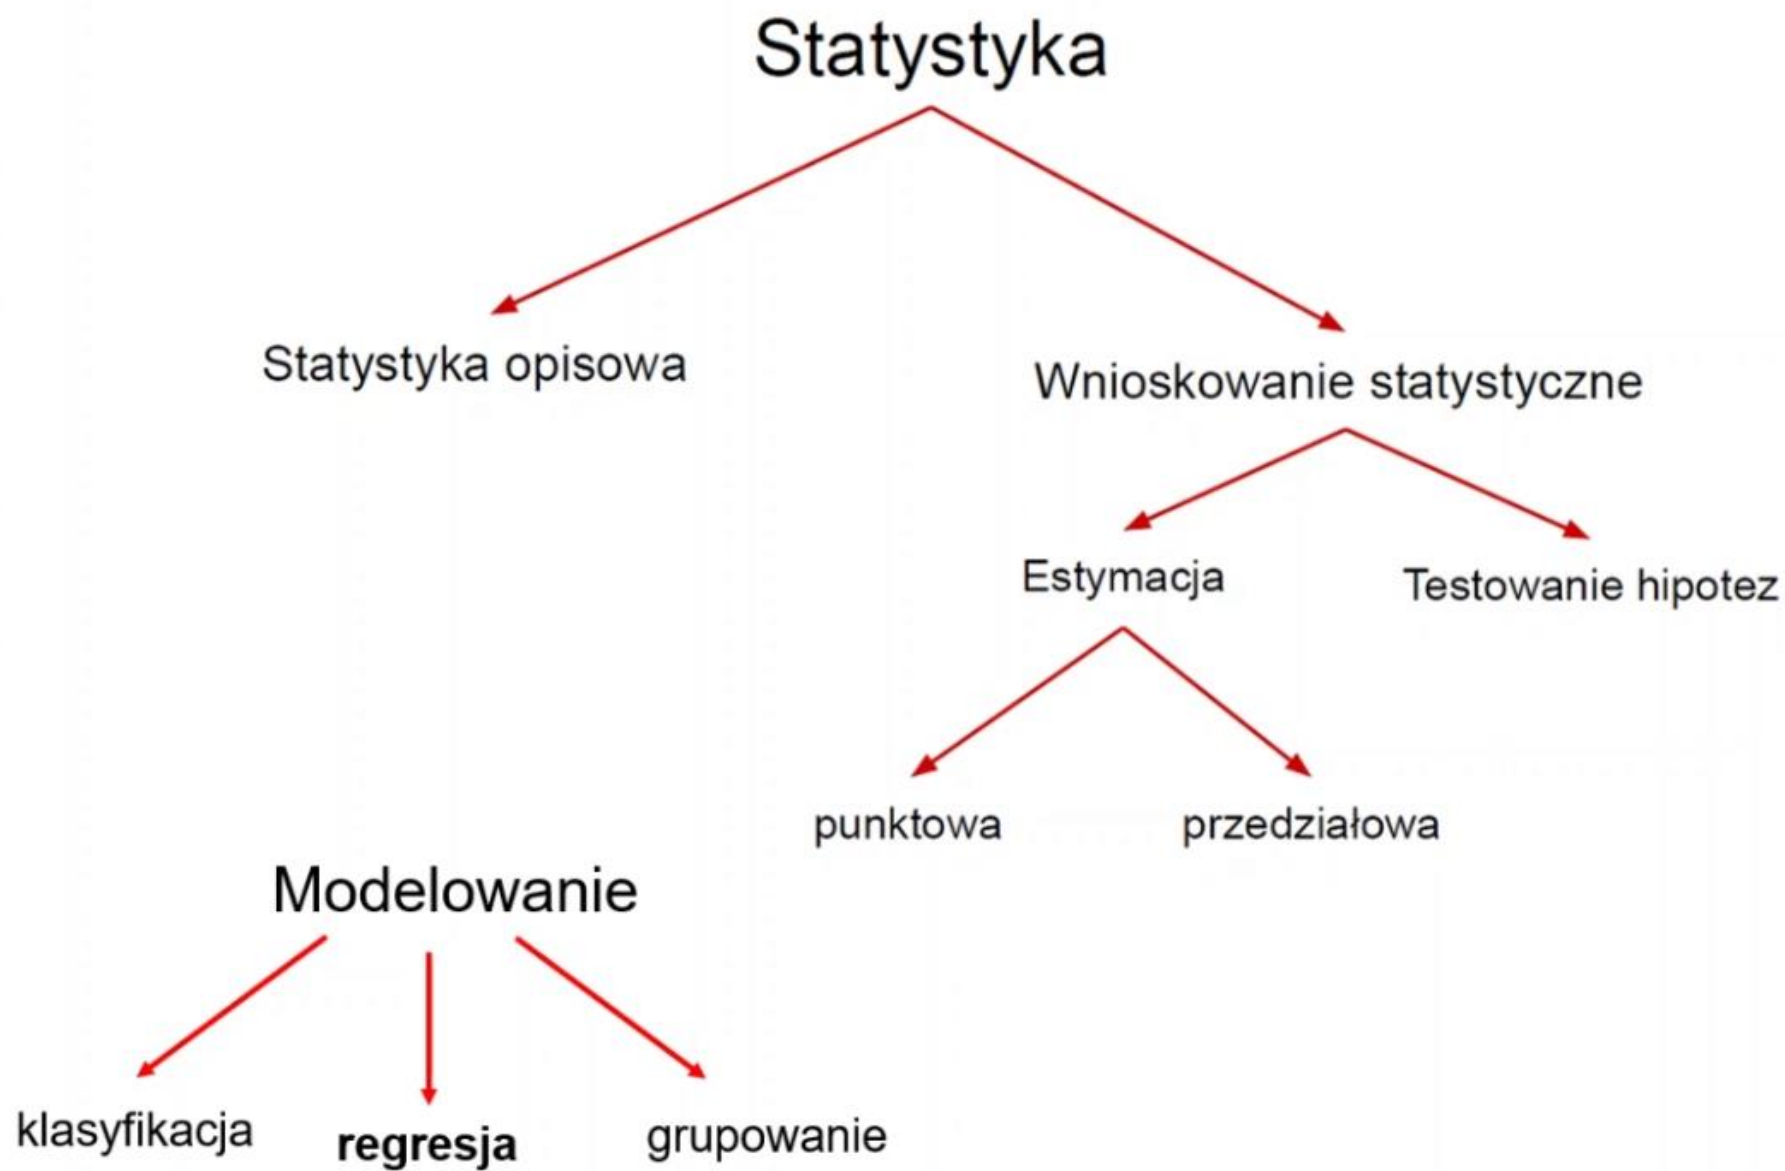 Statystyka
Statystyka opisowa
Wnioskowanie statystyczne
Estymacja
Testowanie hipotez
punktowa
przedziałowa
Modelowanie
klasyfikacja
regresja
grupowanie